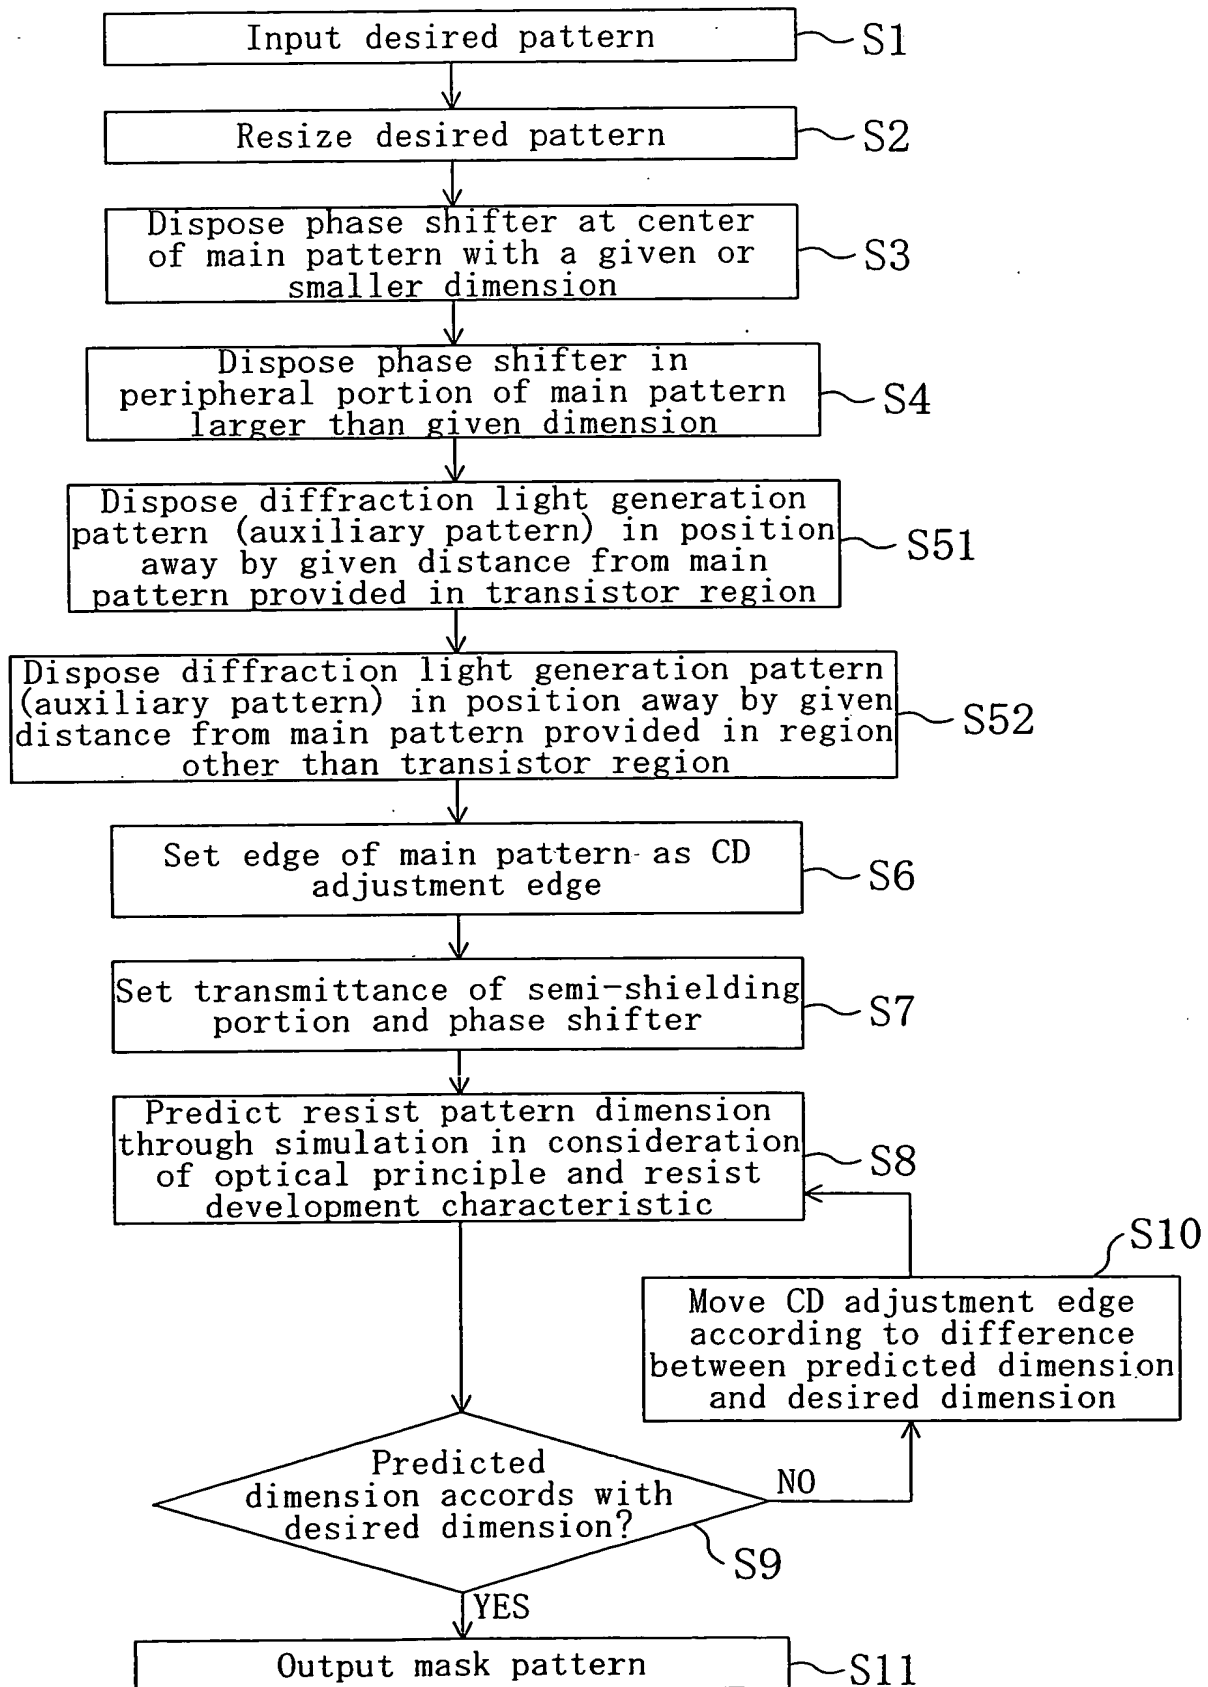 Input desired pattern
S1
Resize desired pattern
S2
Dispose phase shifter at center
of main pattern with a given or
smaller dimension
S3
Dispose phase shifter in
peripheral portion of main pattern
larger than given dimension
S4
Dispose diffraction light generation
pattern (auxiliary pattern) in position
away by given distance from main
pattern provided in transistor region
S51
Dispose diffraction light generation pattern
(auxiliary pattern) in position away by given
distance from main pattern provided in region
other than transistor region
S52
Set edge of main pattern as CD
adjustment edge
S6
Set transmittance of semi-shielding
portion and phase shifter
S7
Predict resist pattern dimension
through simulation in consideration
of optical principle and resist
development characteristic
S8
S10
Move CD adjustment edge
according to difference
between predicted dimension
and desired dimension
Predicted
dimension accords with
desired dimension?
NO
S9
YES
Output mask pattern
S11